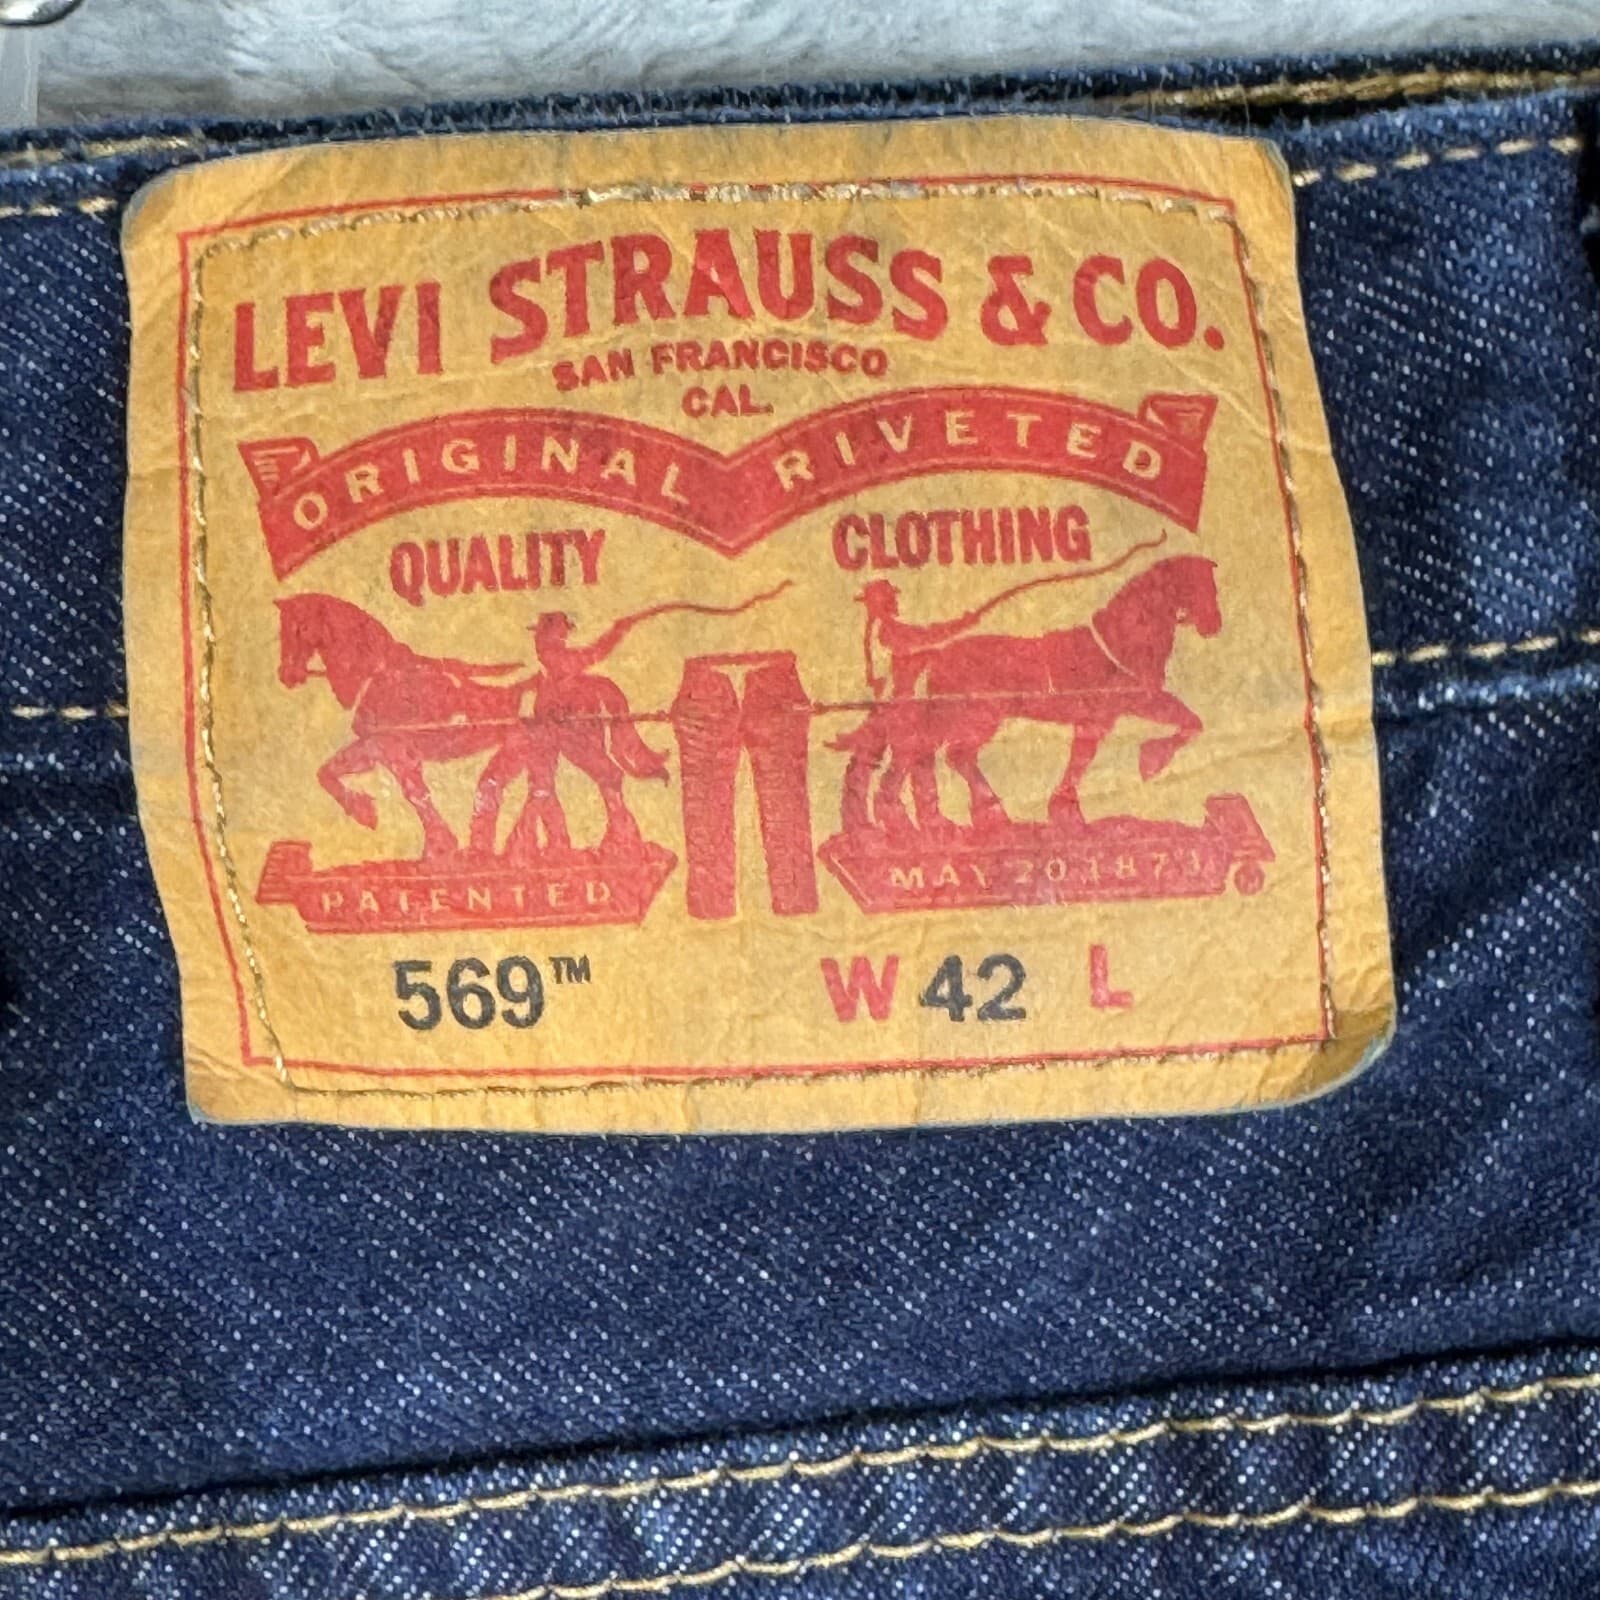 LEVI STRAUSS & CO.
SAN FRANCISCO
CAL.
ORIGINAL RIVETED
QUALITY CLOTHING
PATENTED MAY 20 1873
569™ W 42 L